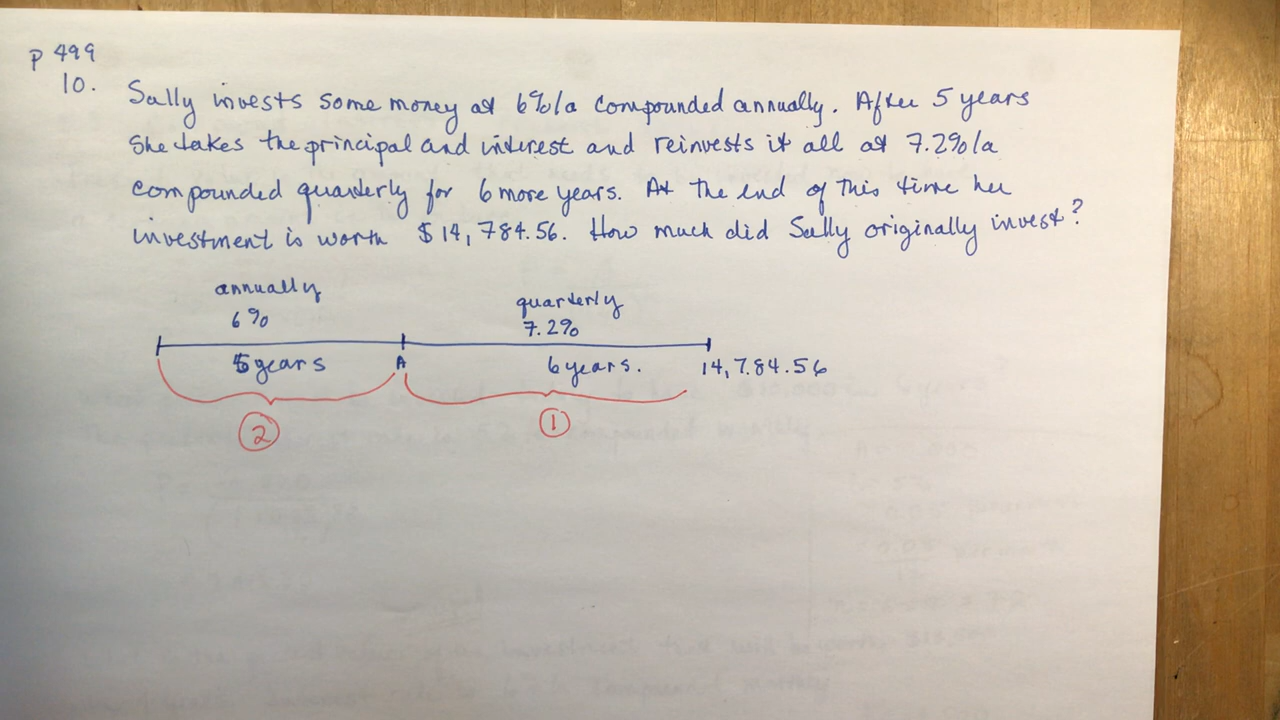 p 499
10. Sally invests some money at 6%/a compounded annually. After 5 years
She takes the principal and interest and reinvests it all at 7.2%/a
compounded quarterly for 6 more years. At the end of this time her
investment is worth $14,784.56. How much did Sally originally invest?
annually
6%
quarterly
7.2%
5 years A 6 years. 14,784.56
2 1